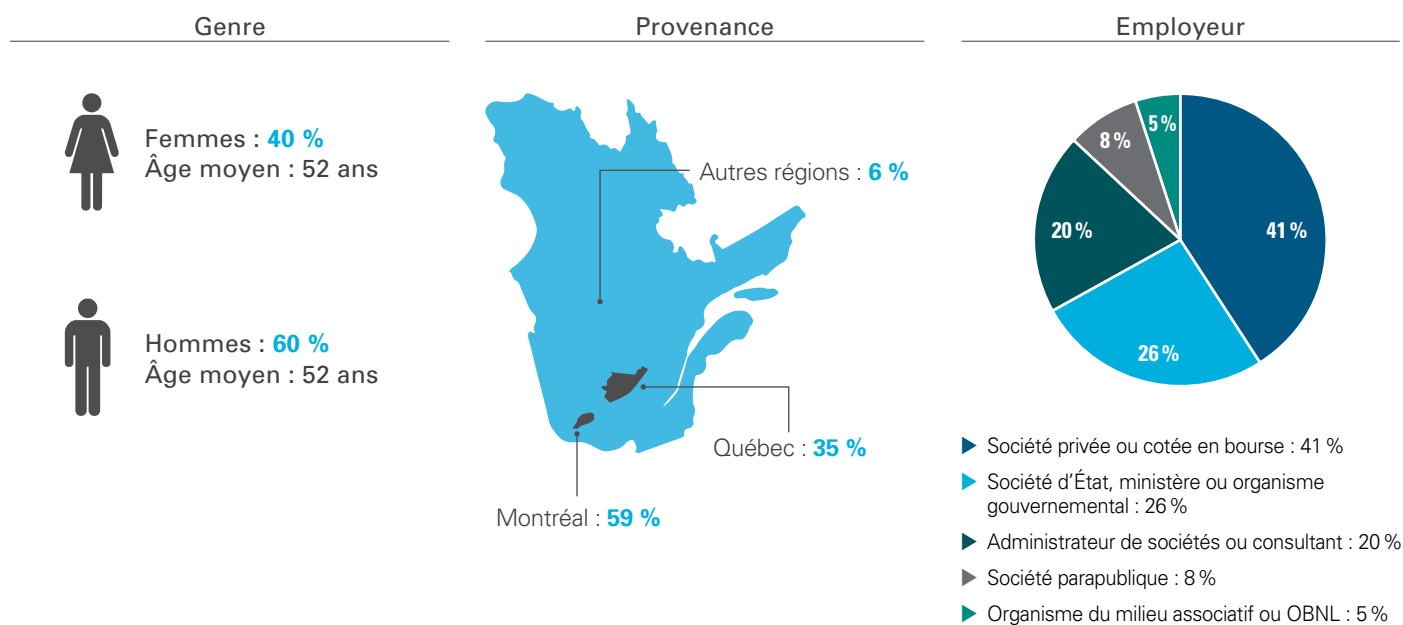 Genre
Femmes : 40 %
Âge moyen : 52 ans
Hommes : 60 %
Âge moyen : 52 ans
Provenance
Autres régions : 6 %
Québec : 35 %
Montréal : 59 %
Employeur
5 %
8 %
20 %
41 %
26 %
Société privée ou cotée en bourse : 41 %
Société d’État, ministère ou organisme
gouvernemental : 26 %
Administrateur de sociétés ou consultant : 20 %
Société parapublique : 8 %
Organisme du milieu associatif ou OBNL : 5 %